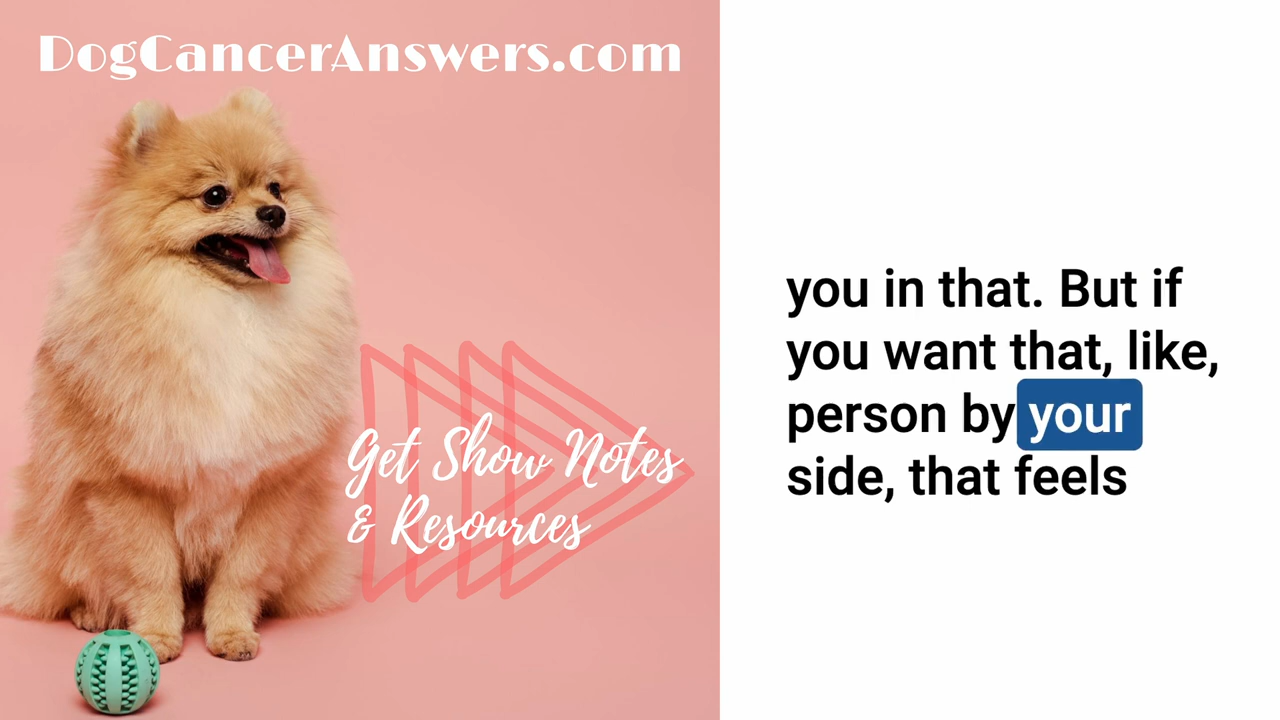 DogCancerAnswers.com
Get Show Notes
& Resources
you in that. But if
you want that, like,
person by your
side, that feels